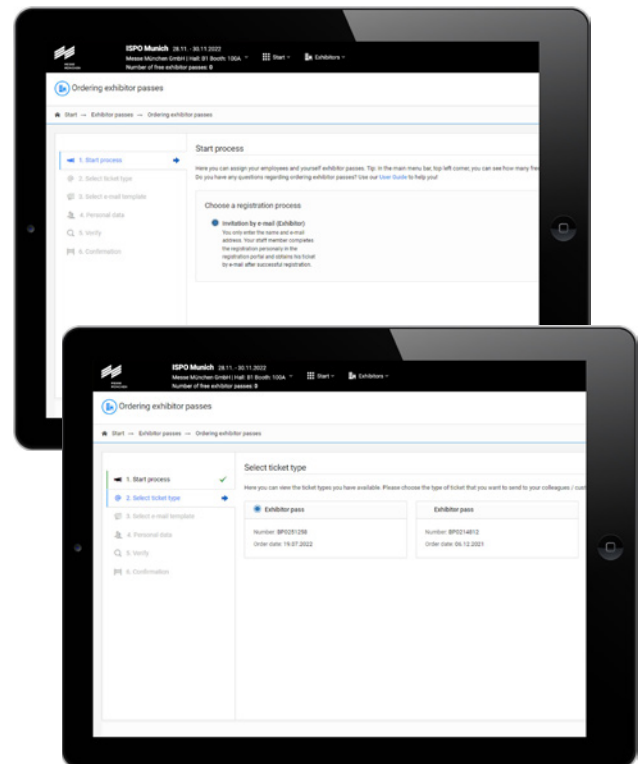 MESSE
MÜNCHEN
ISPO Munich 28.11. - 30.11.2022
Messe München GmbH | Hall: B1 Booth: 100A
Number of free exhibitor passes: 0
Start
Exhibitors
Ordering exhibitor passes
Start → Exhibitor passes → Ordering exhibitor passes
1. Start process
2. Select ticket type
3. Select e-mail template
4. Personal data
5. Verify
6. Confirmation
Start process
Here you can assign your employees and yourself exhibitor passes. Tip: In the main menu bar, top left corner, you can see how many free
Do you have any questions regarding ordering exhibitor passes? Use our User Guide to help you!
Choose a registration process
Invitation by e-mail (Exhibitor)
You only enter the name and e-mail
address. Your staff member completes
the registration personally in the
registration portal and obtains his ticket
by e-mail after successful registration.
MESSE
MÜNCHEN
ISPO Munich 28.11. - 30.11.2022
Messe München GmbH | Hall: B1 Booth: 100A
Number of free exhibitor passes: 0
Start
Exhibitors
Ordering exhibitor passes
Start → Exhibitor passes → Ordering exhibitor passes
1. Start process
2. Select ticket type
3. Select e-mail template
4. Personal data
5. Verify
6. Confirmation
Select ticket type
Here you can view the ticket types you have available. Please choose the type of ticket that you want to send to your colleagues / cust
Exhibitor pass
Number: BP0251258
Order date: 19.07.2022
Exhibitor pass
Number: BP0214812
Order date: 06.12.2021